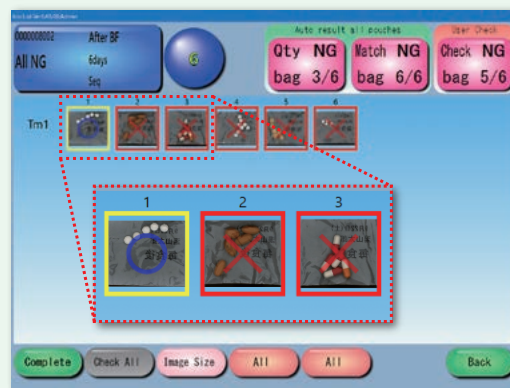 0000008002 After BF
All NG 6days
Seq
6
Auto result all pouches
User Check
Qty NG
bag 3/6
Match NG
bag 6/6
Check NG
bag 5/6
Tm1
1 2 3 4 5 6
1 2 3
Complete
Check All
Image Size
All
All
Back